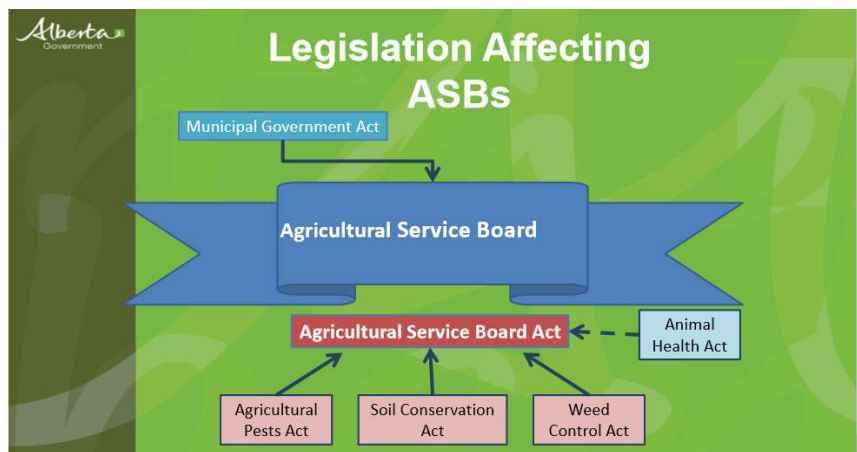 Alberta
Government
Legislation Affecting
ASBs
Municipal Government Act
Agricultural Service Board
Agricultural Service Board Act
Animal
Health Act
Agricultural
Pests Act
Soil Conservation
Act
Weed
Control Act